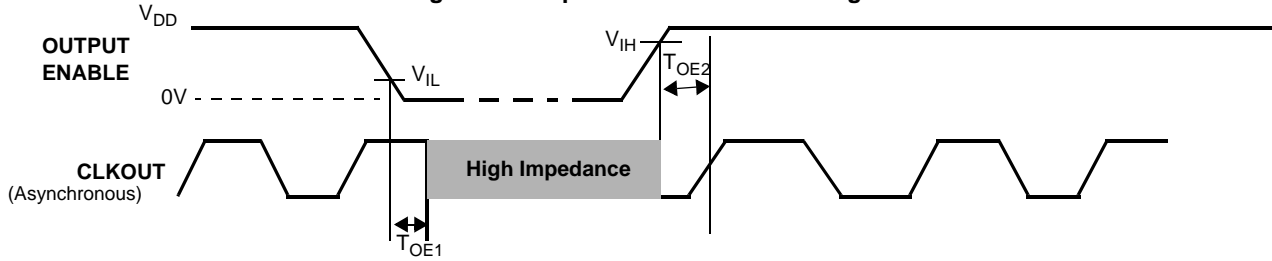 V_DD
OUTPUT
ENABLE
V_IL
V_IH
T_OE2
0V
CLKOUT
(Asynchronous)
High Impedance
T_OE1